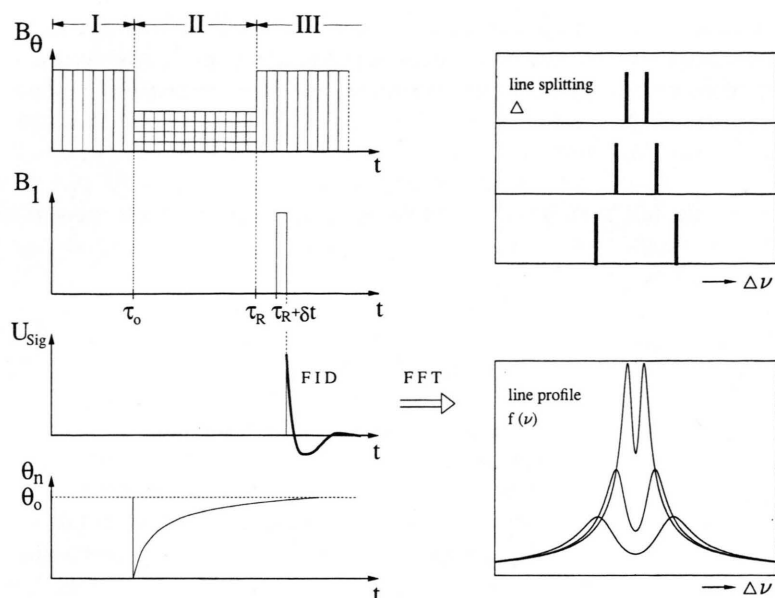 I II III
B_θ
t
B_1
τ_o τ_R τ_R+δt t
U_Sig
FID
t
θ_n
θ_o
t
FFT
line splitting
△
Δν
line profile
f (ν)
Δν